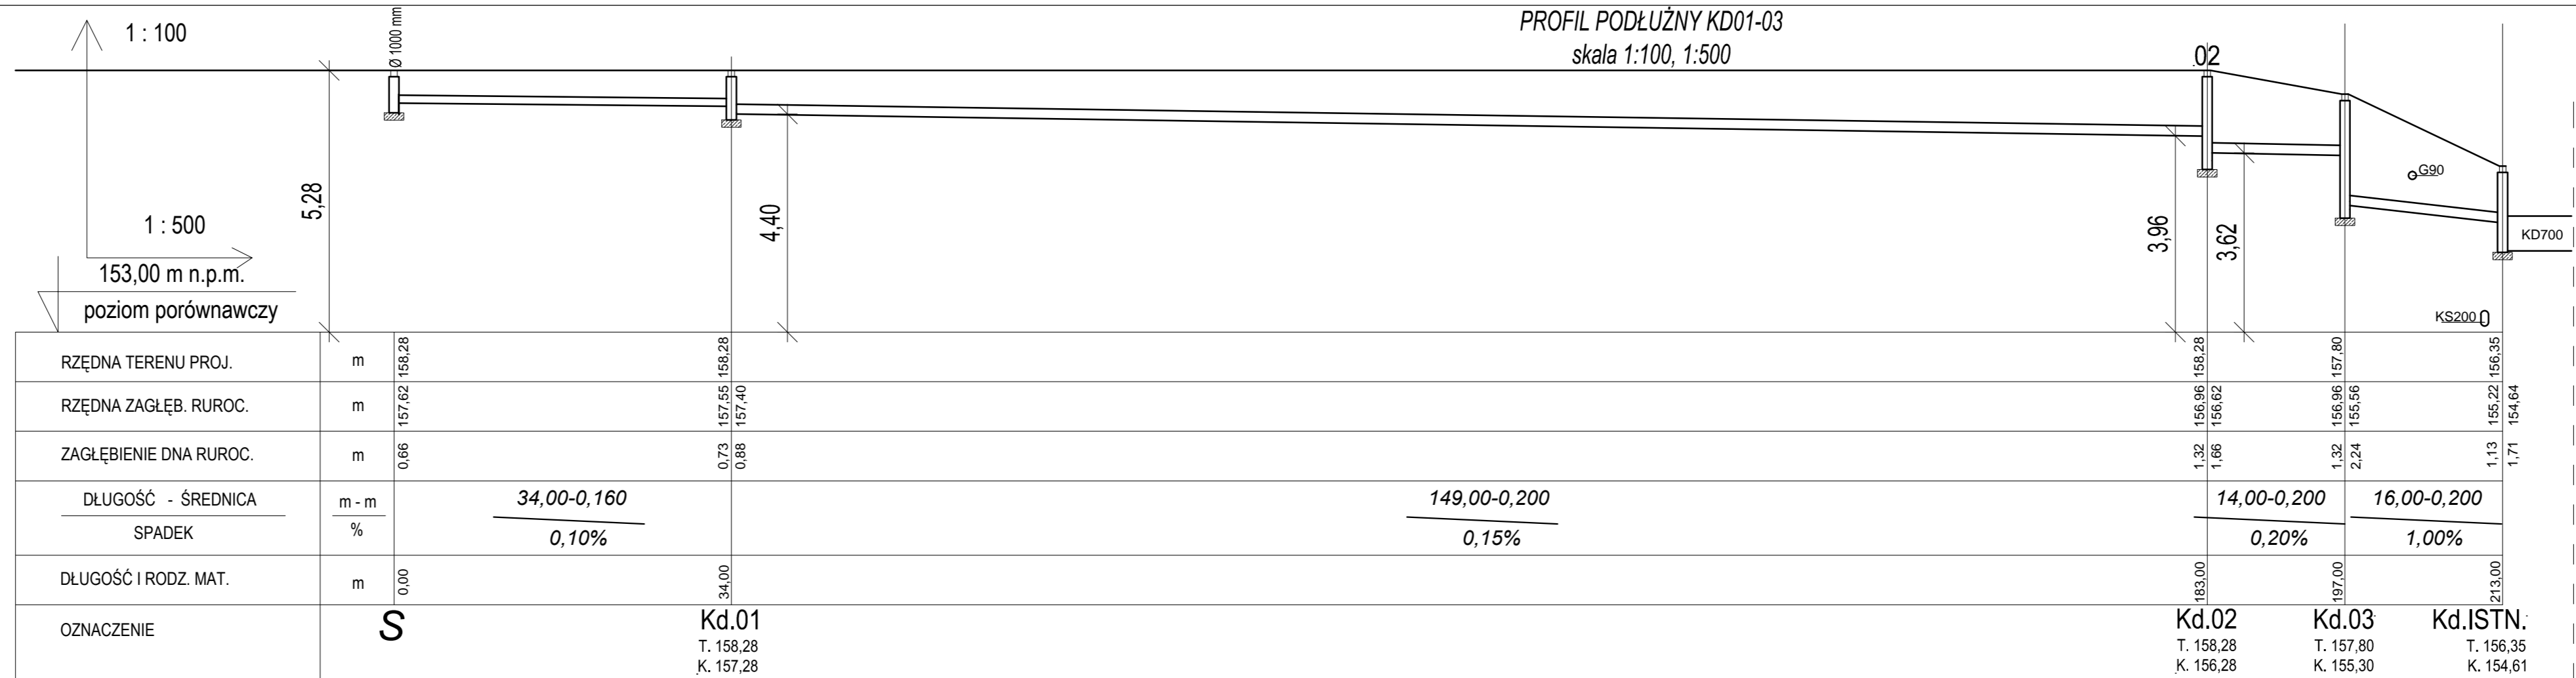 PROFIL PODŁUŻNY KD01-03
skala 1:100, 1:500
1 : 100
Ø 1000 mm
02
5,28
4,40
3,96
3,62
G90
KD700
1 : 500
153,00 m n.p.m.
poziom porównawczy
KS200
RZĘDNA TERENU PROJ. m 158,28 158,28 158,28 157,80 156,35
RZĘDNA ZAGŁĘB. RUROC. m 157,62 157,55 157,40 156,96 156,62 156,96 155,56 155,22 154,64
ZAGŁĘBIENIE DNA RUROC. m 0,66 0,73 0,88 1,32 1,66 1,32 2,24 1,13 1,71
DŁUGOŚĆ - ŚREDNICA m - m 34,00-0,160 149,00-0,200 14,00-0,200 16,00-0,200
SPADEK % 0,10% 0,15% 0,20% 1,00%
DŁUGOŚĆ I RODZ. MAT. m 0,00 34,00 183,00 197,00 213,00
OZNACZENIE S Kd.01 Kd.02 Kd.03 Kd.ISTN.
T. 158,28 T. 158,28 T. 157,80 T. 156,35
K. 157,28 K. 156,28 K. 155,30 K. 154,61